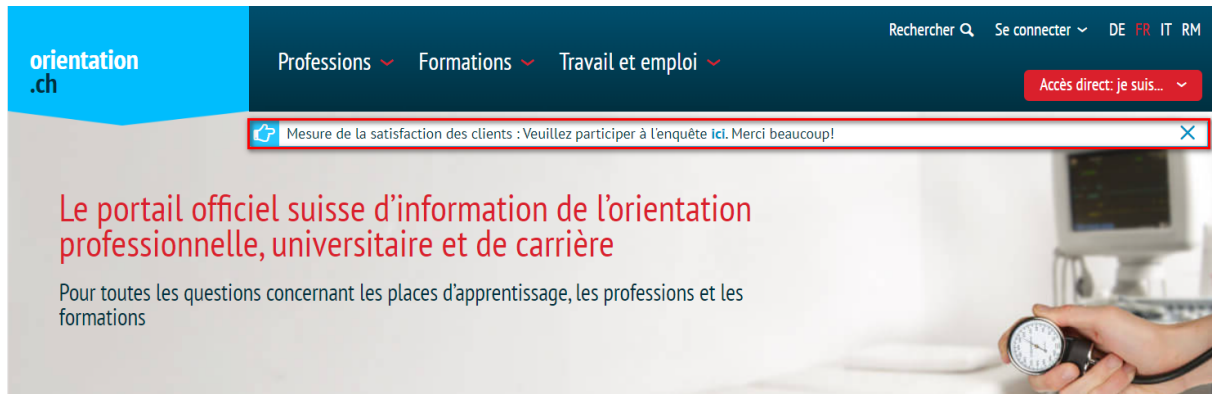 Rechercher Se connecter DE FR IT RM
orientation
.ch
Professions Formations Travail et emploi
Accès direct: je suis...
Mesure de la satisfaction des clients : Veuillez participer à l'enquête ici. Merci beaucoup!
Le portail officiel suisse d’information de l’orientation
professionnelle, universitaire et de carrière
Pour toutes les questions concernant les places d’apprentissage, les professions et les
formations